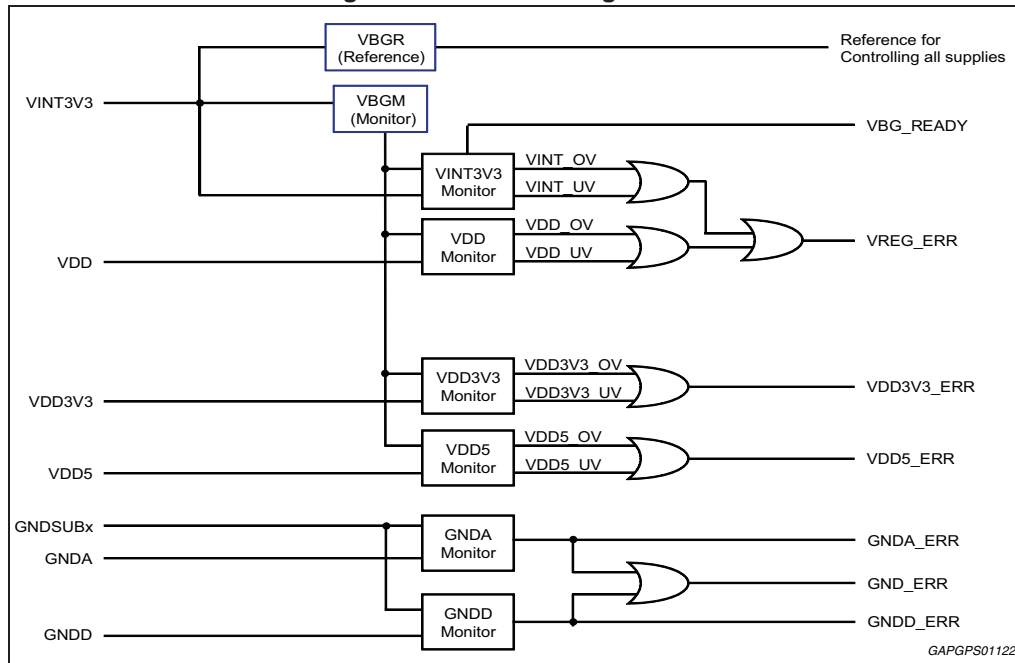 VBGR
(Reference)
Reference for
Controlling all supplies
VINT3V3
VBGM
(Monitor)
VBG_READY
VINT3V3
Monitor
VINT_OV
VINT_UV
VDD
Monitor
VDD_OV
VDD_UV
VREG_ERR
VDD
VDD3V3
Monitor
VDD3V3_OV
VDD3V3_UV
VDD3V3_ERR
VDD3V3
VDD5
Monitor
VDD5_OV
VDD5_UV
VDD5_ERR
VDD5
GNDSUBx
GNDA
Monitor
GNDA_ERR
GNDA
GND_ERR
GNDD
Monitor
GNDD_ERR
GNDD
GAPGPS01122